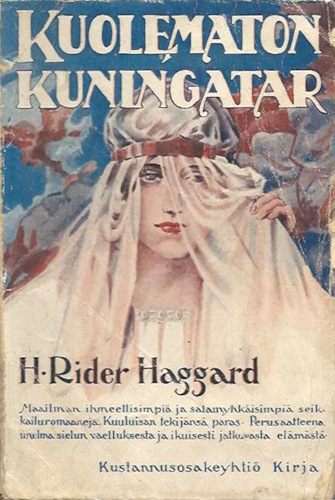 KUOLEMATON
KUNINGATAR
H·Rider Haggard
Maailman ihmeellisimpiä ja salamyhkäisimpiä seik-
kailuromaaneja. Kuuluisan tekijänsä paras. Perusaatteena
unelma sielun vaelluksesta ja ikuisesti jatkuvasta elämästä.
Kustannusosakeyhtiö Kirja